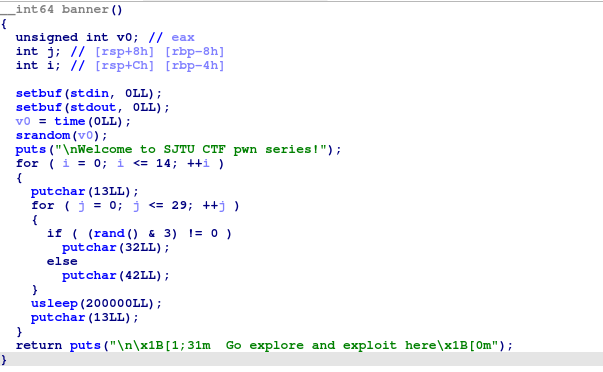 __int64 banner()
{
  unsigned int v0; // eax
  int j; // [rsp+8h] [rbp-8h]
  int i; // [rsp+Ch] [rbp-4h]

  setbuf(stdin, 0LL);
  setbuf(stdout, 0LL);
  v0 = time(0LL);
  srandom(v0);
  puts("\nWelcome to SJTU CTF pwn series!");
  for ( i = 0; i <= 14; ++i )
  {
    putchar(13LL);
    for ( j = 0; j <= 29; ++j )
    {
      if ( (rand() & 3) != 0 )
        putchar(32LL);
      else
        putchar(42LL);
    }
    usleep(200000LL);
    putchar(13LL);
  }
  return puts("\n\x1B[1;31m  Go explore and exploit here\x1B[0m");
}